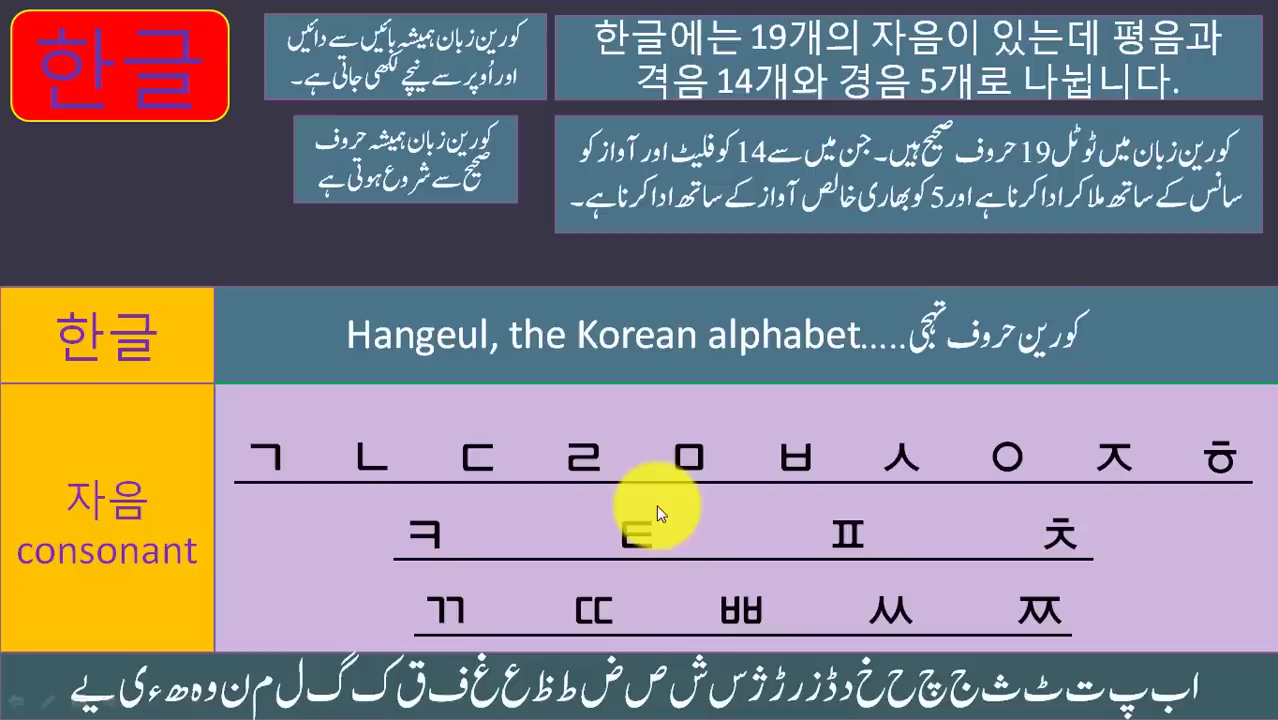 한글
کورین زبان ہمیشہ بائیں سے دائیں
اور اُوپر سے نیچے لکھی جاتی ہے۔
한글에는 19개의 자음이 있는데 평음과
격음 14개와 경음 5개로 나뉩니다.
کورین زبان ہمیشہ حروف
صحیح سے شروع ہوتی ہے
کورین زبان میں ٹوٹل 19 حروف صحیح ہیں۔ جن میں سے 14 کو فلیٹ اور آواز کو
سانس کے ساتھ ملا کر ادا کرنا ہے اور 5 کو بھاری خالص آواز کے ساتھ ادا کرنا ہے۔
한글
Hangeul, the Korean alphabet.....کورین حروف تہجی
자음
consonant
ㄱ ㄴ ㄷ ㄹ ㅁ ㅂ ㅅ ㅇ ㅈ ㅎ
ㅋ ㅌ ㅍ ㅊ
ㄲ ㄸ ㅃ ㅆ ㅉ
ا ب پ ت ٹ ث ج چ ح خ د ڈ ز ر ڑ ژ س ش ص ض ط ظ ع غ ف ق ک گ ل م ن و ہ ھ ء ی ے